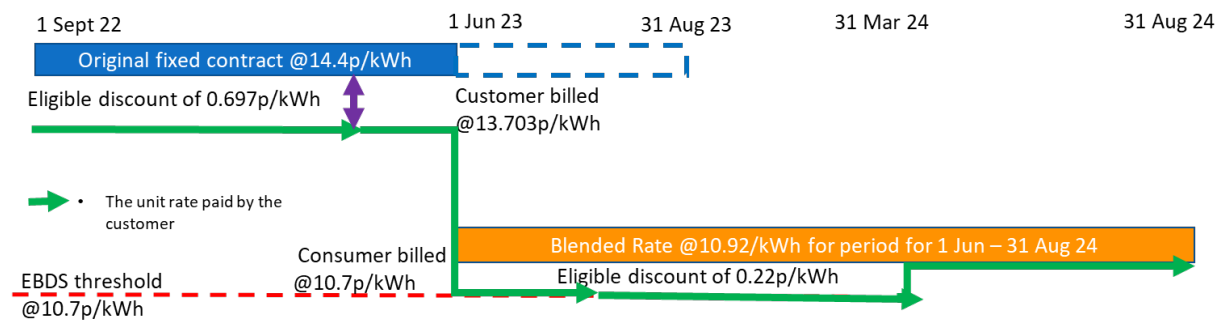 1 Sept 22
1 Jun 23
31 Aug 23
31 Mar 24
31 Aug 24
Original fixed contract @14.4p/kWh
Eligible discount of 0.697p/kWh
Customer billed
@13.703p/kWh
• The unit rate paid by the
customer
Blended Rate @10.92/kWh for period for 1 Jun – 31 Aug 24
Consumer billed
@10.7p/kWh
Eligible discount of 0.22p/kWh
EBDS threshold
@10.7p/kWh